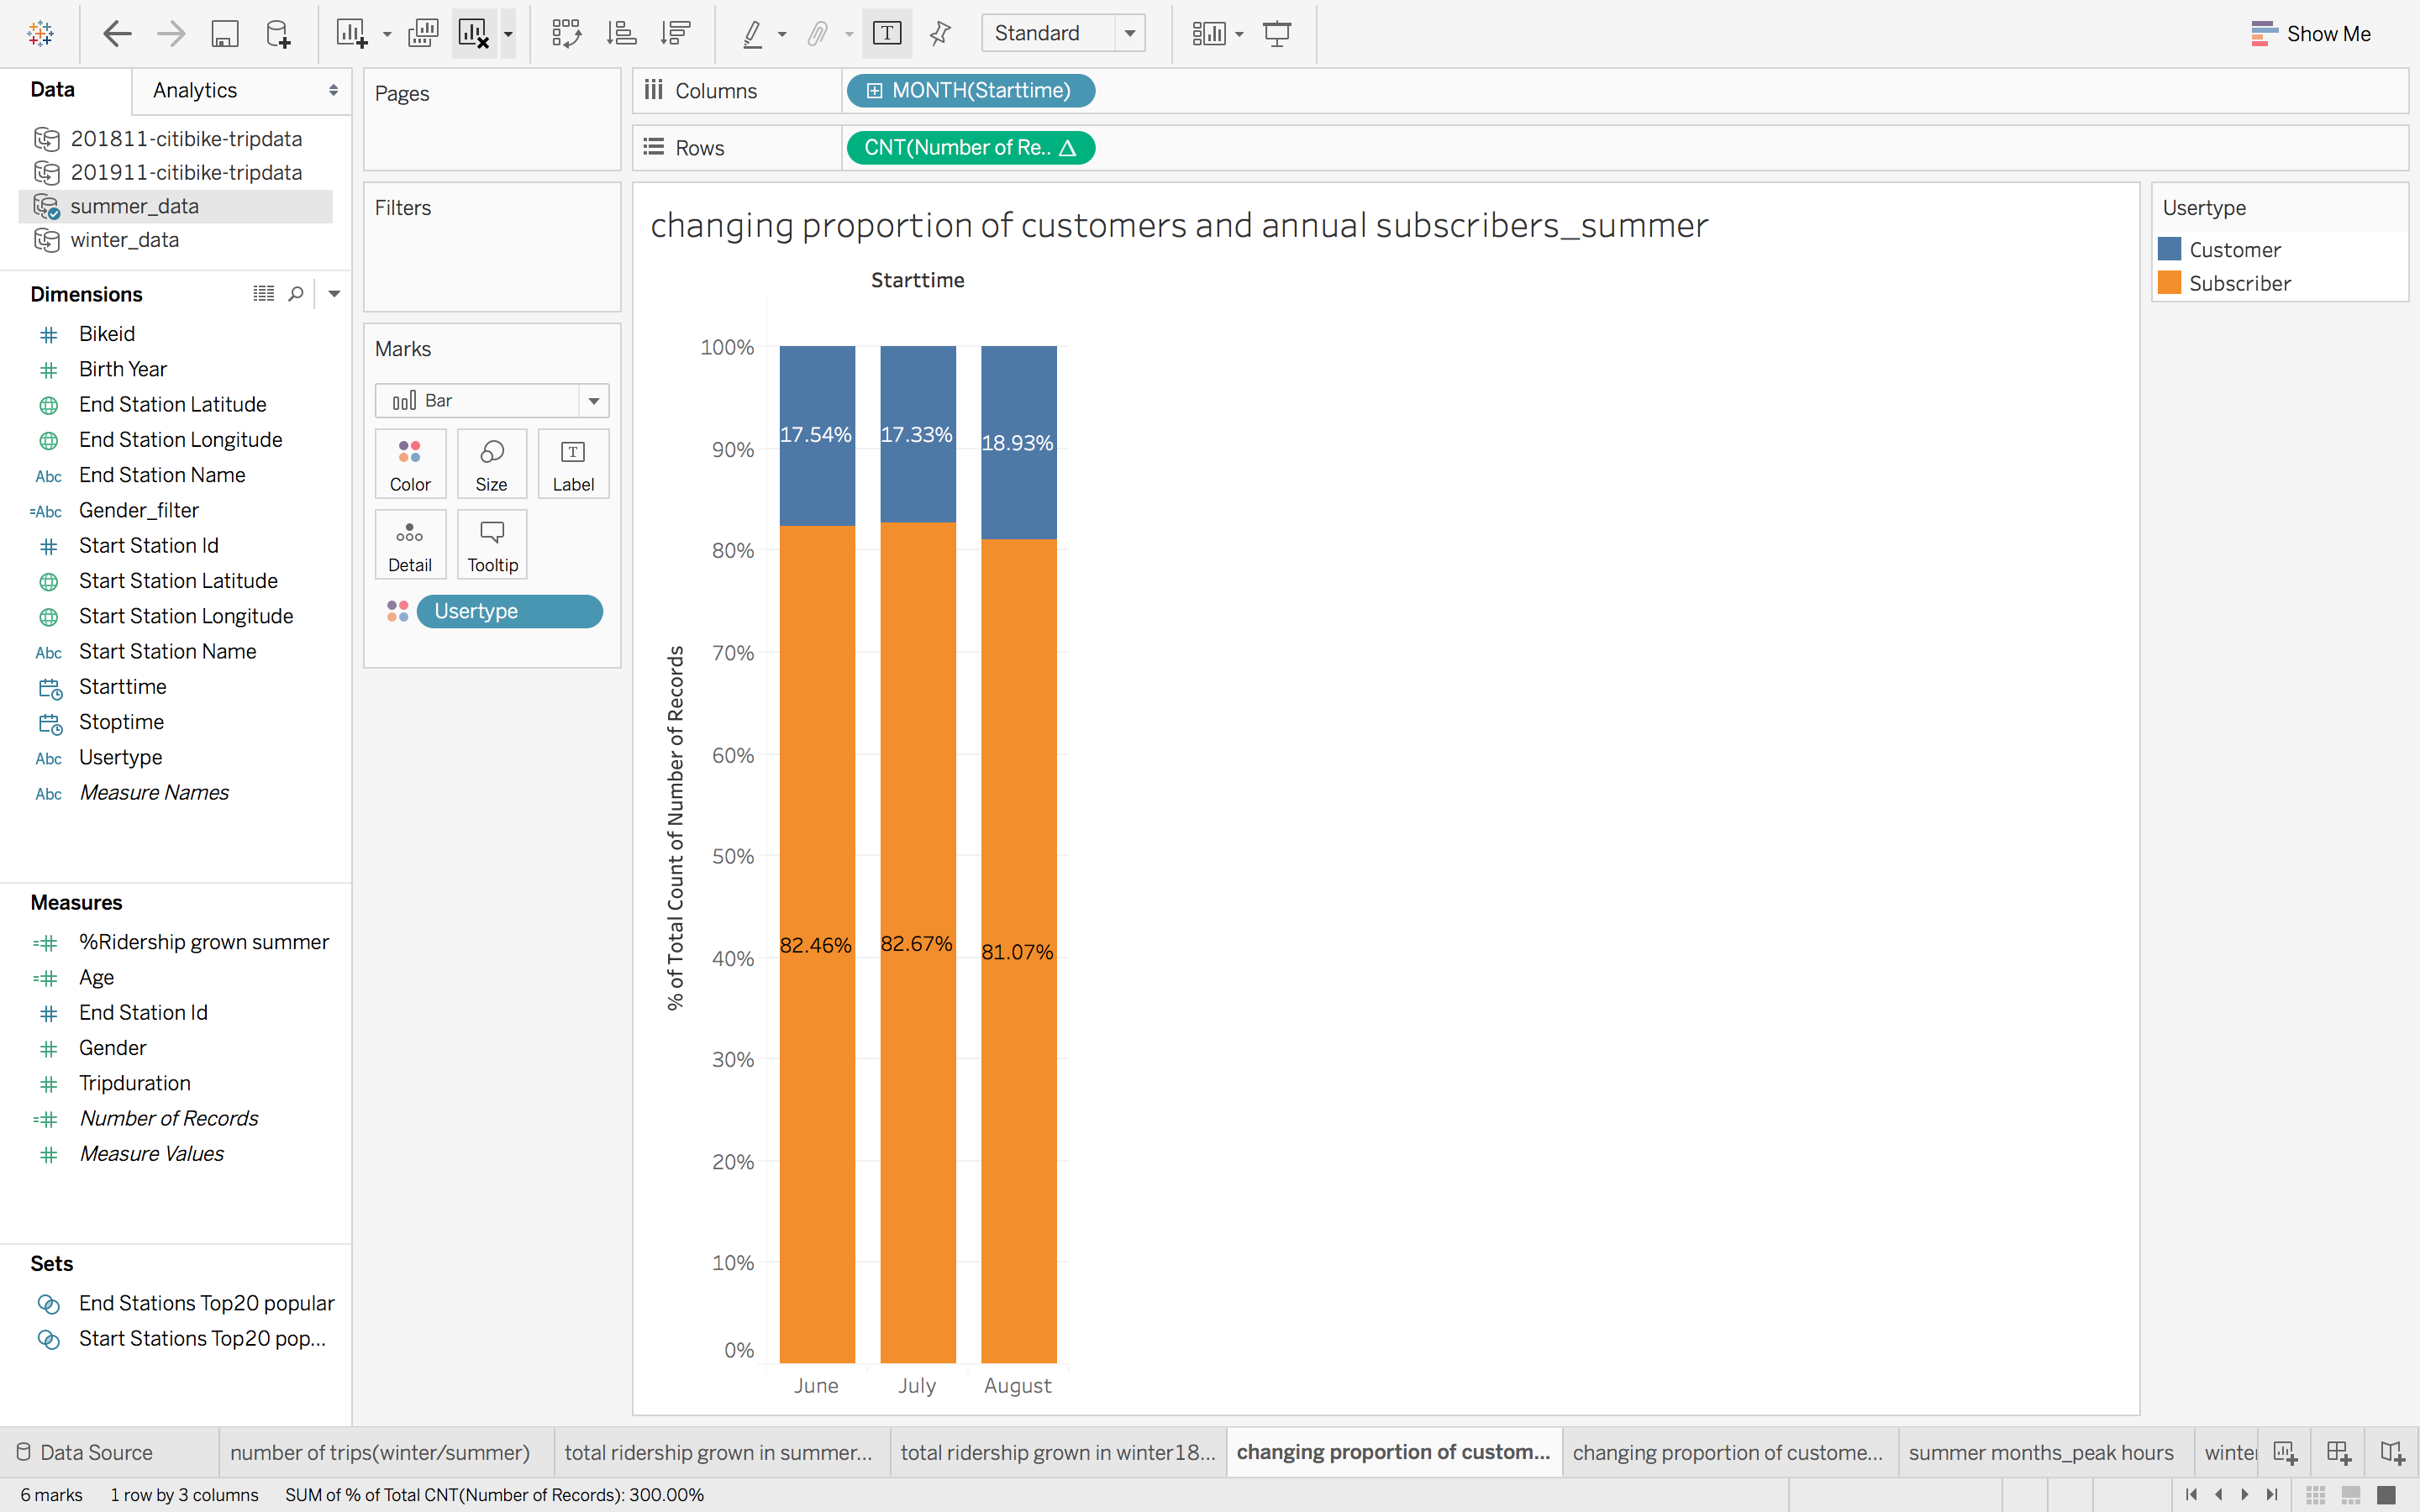 Standard
Show Me
Data
Analytics
201811-citibike-tripdata
201911-citibike-tripdata
summer_data
winter_data
Dimensions
Bikeid
Birth Year
End Station Latitude
End Station Longitude
Abc End Station Name
=Abc Gender_filter
Start Station Id
Start Station Latitude
Start Station Longitude
Abc Start Station Name
Starttime
Stoptime
Abc Usertype
Abc Measure Names
Measures
%Ridership grown summer
Age
End Station Id
Gender
Tripduration
Number of Records
Measure Values
Sets
End Stations Top20 popular
Start Stations Top20 pop...
Pages
Filters
Marks
Bar
Color
Size
Label
Detail
Tooltip
Usertype
Columns
MONTH(Starttime)
Rows
CNT(Number of Re.. Δ
changing proportion of customers and annual subscribers_summer
Starttime
% of Total Count of Number of Records
100%
90%
80%
70%
60%
50%
40%
30%
20%
10%
0%
17.54%
17.33%
18.93%
82.46%
82.67%
81.07%
June
July
August
Usertype
Customer
Subscriber
Data Source
number of trips(winter/summer)
total ridership grown in summer...
total ridership grown in winter18...
changing proportion of custom...
changing proportion of custome...
summer months_peak hours
winter
6 marks
1 row by 3 columns
SUM of % of Total CNT(Number of Records): 300.00%